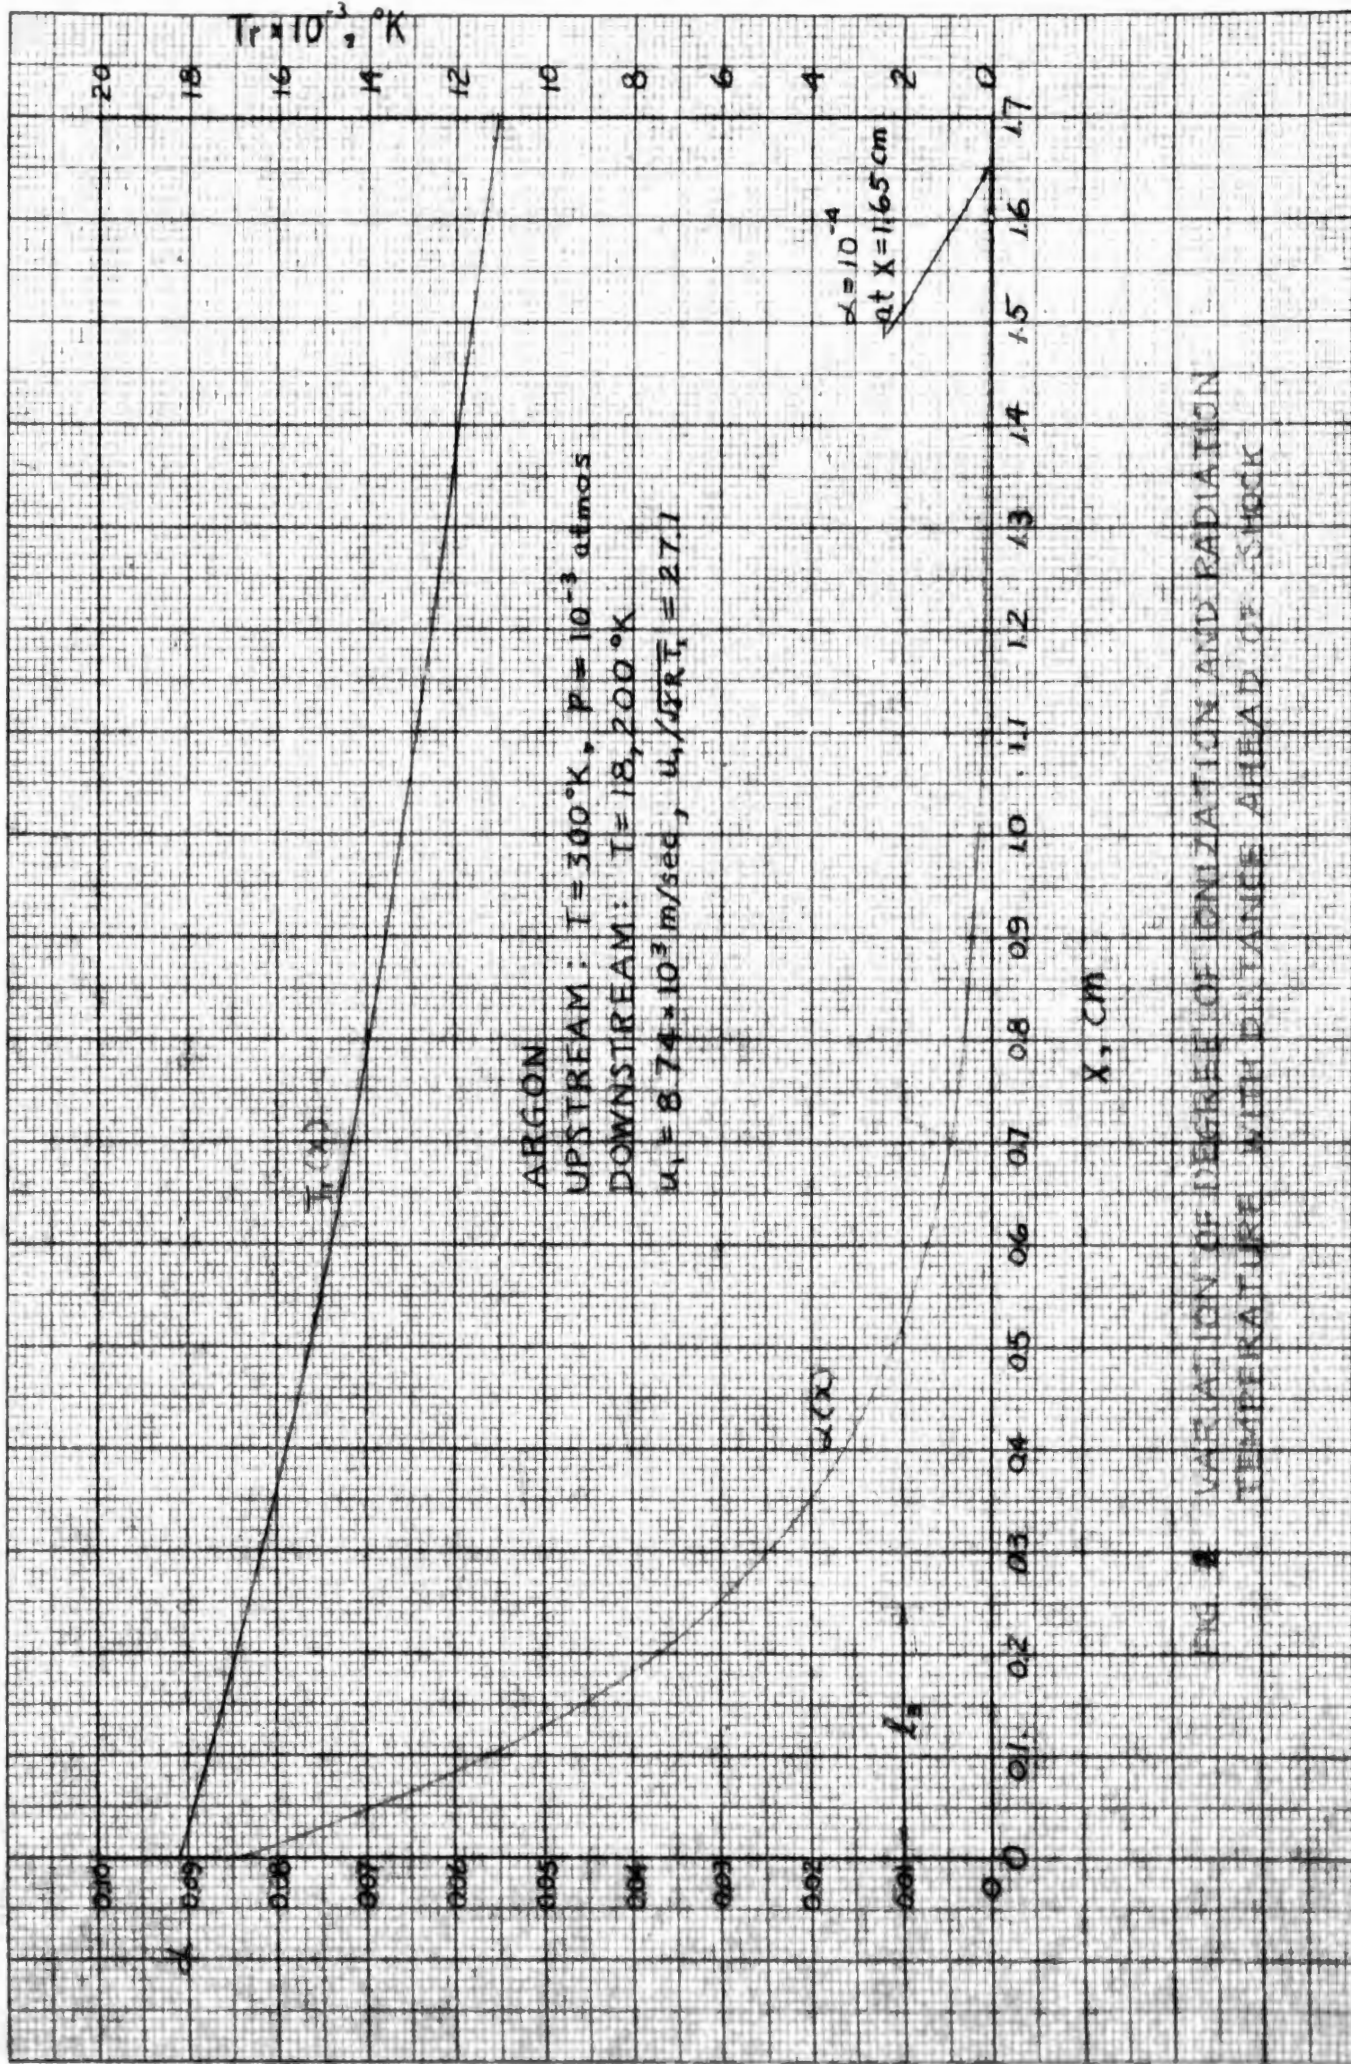 Tr × 10⁻³, °K
20
18
16
14
12
10
8
6
4
2
0
α
0.10
0.09
0.08
0.07
0.06
0.05
0.04
0.03
0.02
0.01
0
Tr(x)
ARGON
UPSTREAM: T = 300°K, P = 10⁻³ atmos
DOWNSTREAM: T = 18,200 °K
u₁ = 8.74 × 10³ m/sec, u₁/√γRT₁ = 27.1
α = 10⁻⁴
at X = 1.65 cm
α(x)
0 0.1 0.2 0.3 0.4 0.5 0.6 0.7 0.8 0.9 1.0 1.1 1.2 1.3 1.4 1.5 1.6 1.7
X, cm
FIG. VARIATION OF DEGREE OF IONIZATION AND RADIATION
TEMPERATURE WITH DISTANCE AHEAD OF SHOCK